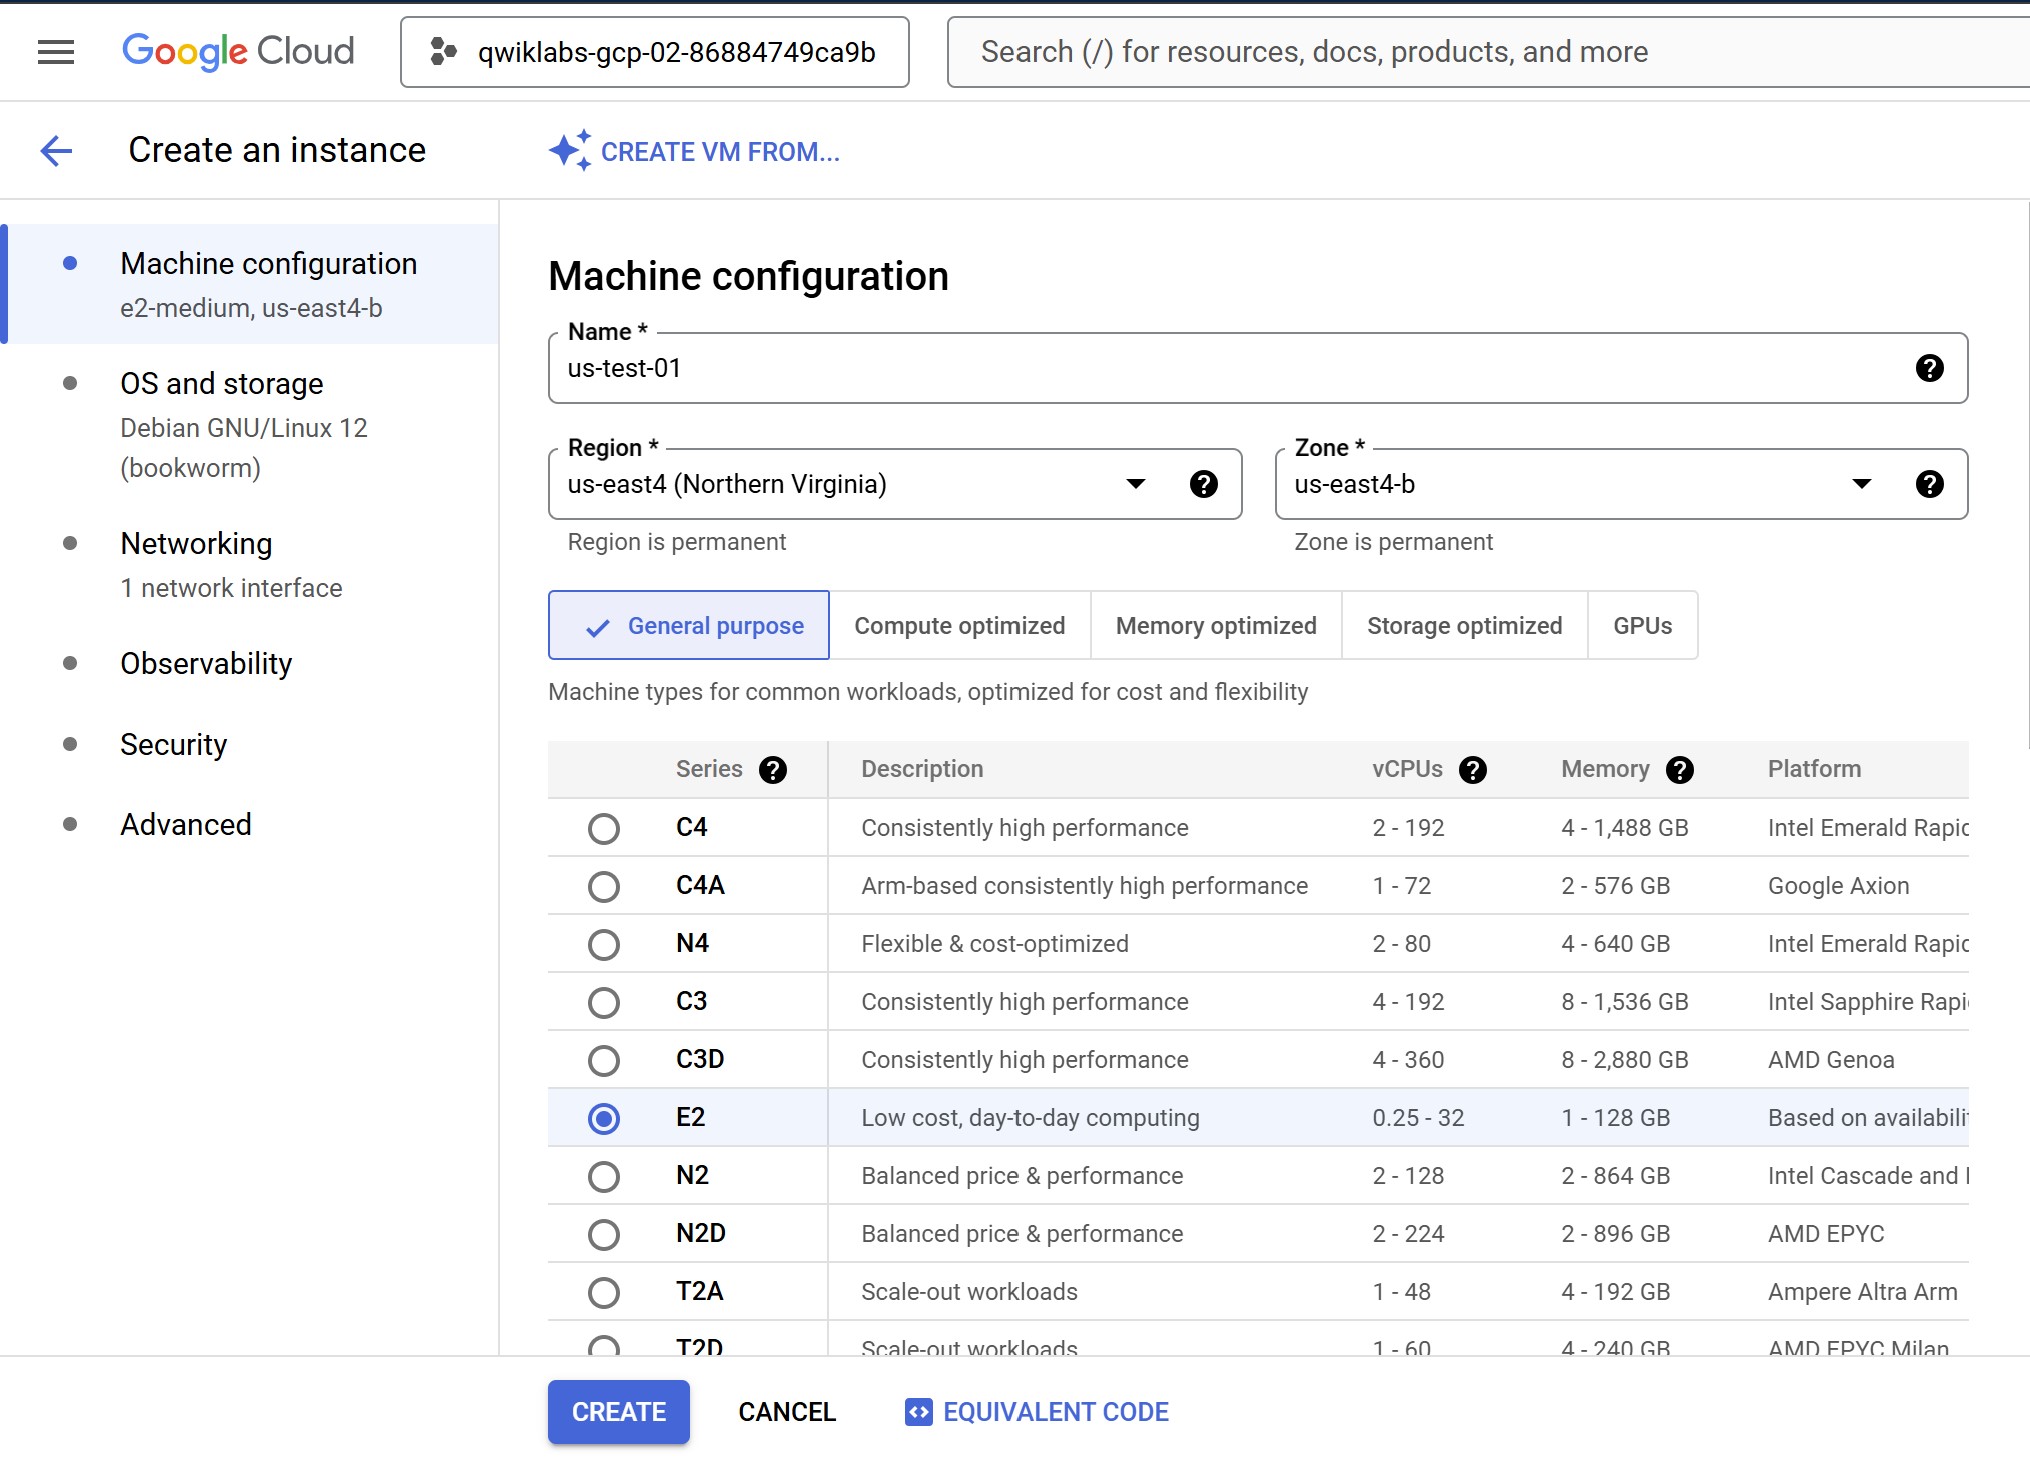 Google Cloud
qwiklabs-gcp-02-86884749ca9b
Search (/) for resources, docs, products, and more
Create an instance
CREATE VM FROM...
Machine configuration
e2-medium, us-east4-b
OS and storage
Debian GNU/Linux 12
(bookworm)
Networking
1 network interface
Observability
Security
Advanced
Machine configuration
Name *
us-test-01
Region *
us-east4 (Northern Virginia)
Region is permanent
Zone *
us-east4-b
Zone is permanent
General purpose
Compute optimized
Memory optimized
Storage optimized
GPUs
Machine types for common workloads, optimized for cost and flexibility
Series Description vCPUs Memory Platform
C4 Consistently high performance 2 - 192 4 - 1,488 GB Intel Emerald Rapi
C4A Arm-based consistently high performance 1 - 72 2 - 576 GB Google Axion
N4 Flexible & cost-optimized 2 - 80 4 - 640 GB Intel Emerald Rapi
C3 Consistently high performance 4 - 192 8 - 1,536 GB Intel Sapphire Rapi
C3D Consistently high performance 4 - 360 8 - 2,880 GB AMD Genoa
E2 Low cost, day-to-day computing 0.25 - 32 1 - 128 GB Based on availabili
N2 Balanced price & performance 2 - 128 2 - 864 GB Intel Cascade and
N2D Balanced price & performance 2 - 224 2 - 896 GB AMD EPYC
T2A Scale-out workloads 1 - 48 4 - 192 GB Ampere Altra Arm
T2D Scale-out workloads 1 - 60 4 - 240 GB AMD EPYC Milan
CREATE
CANCEL
EQUIVALENT CODE